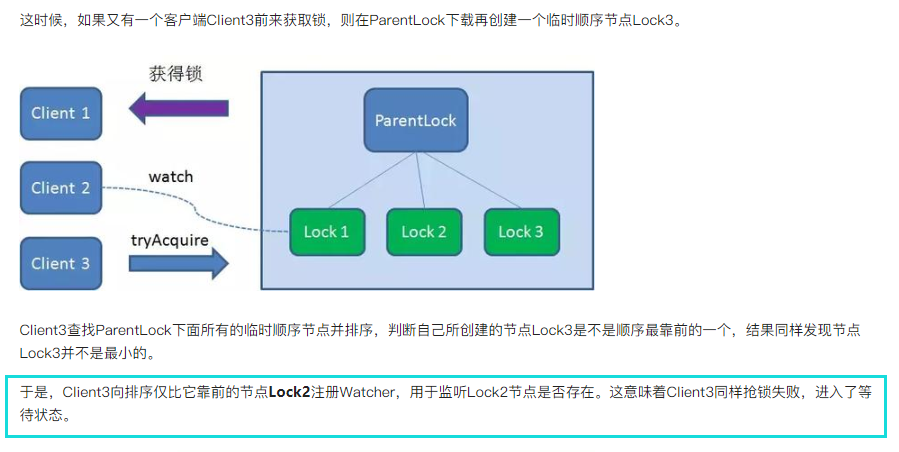 这时候，如果又有一个客户端Client3前来获取锁，则在ParentLock下载再创建一个临时顺序节点Lock3。
获得锁
Client 1
ParentLock
watch
Client 2
Lock 1
Lock 2
Lock 3
tryAcquire
Client 3
Client3查找ParentLock下面所有的临时顺序节点并排序，判断自己所创建的节点Lock3是不是顺序最靠前的一个，结果同样发现节点
Lock3并不是最小的。
于是，Client3向排序仅比它靠前的节点Lock2注册Watcher，用于监听Lock2节点是否存在。这意味着Client3同样抢锁失败，进入了等
待状态。